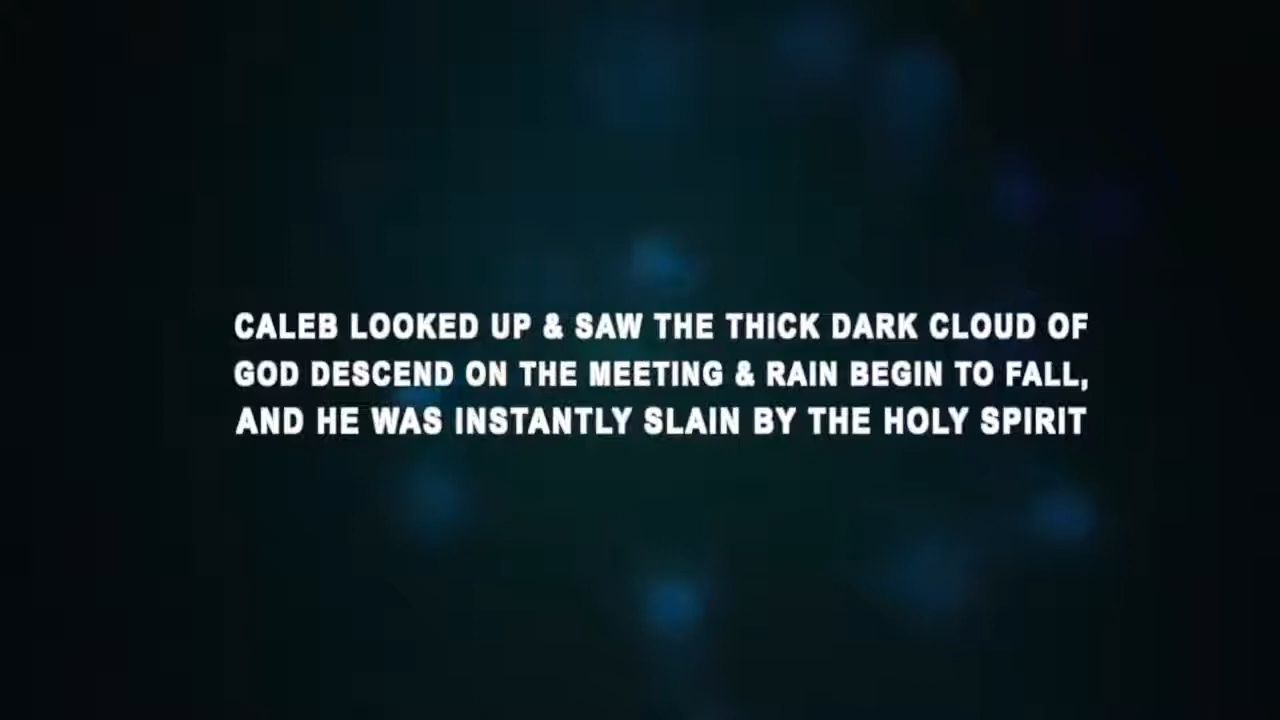 CALEB LOOKED UP & SAW THE THICK DARK CLOUD OF
GOD DESCEND ON THE MEETING & RAIN BEGIN TO FALL,
AND HE WAS INSTANTLY SLAIN BY THE HOLY SPIRIT